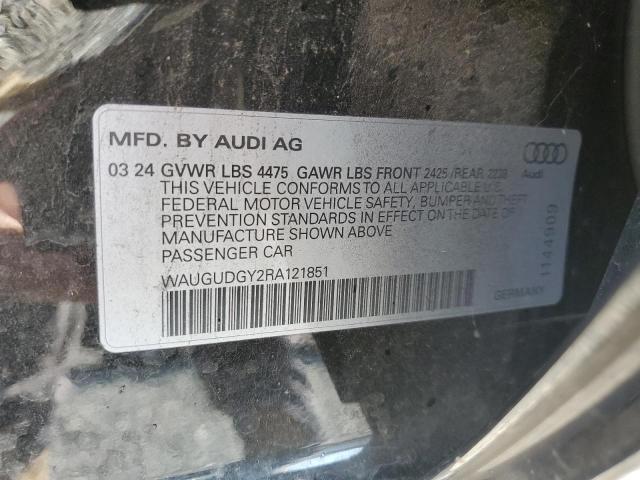 MFD. BY AUDI AG
03 24 GVWR LBS 4475 GAWR LBS FRONT 2425 /REAR
THIS VEHICLE CONFORMS TO ALL APPLICABLE U.S.
FEDERAL MOTOR VEHICLE SAFETY, BUMPER AND THEFT
PREVENTION STANDARDS IN EFFECT ON THE DATE OF
MANUFACTURE SHOWN ABOVE
PASSENGER CAR
WAUGUDGY2RA121851
Audi
1144909
GERMANY